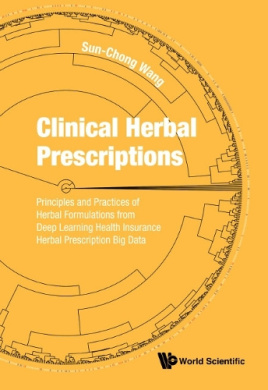 Sun-Chong Wang
Clinical Herbal
Prescriptions
Principles and Practices of
Herbal Formulations from
Deep Learning Health Insurance
Herbal Prescription Big Data
World Scientific